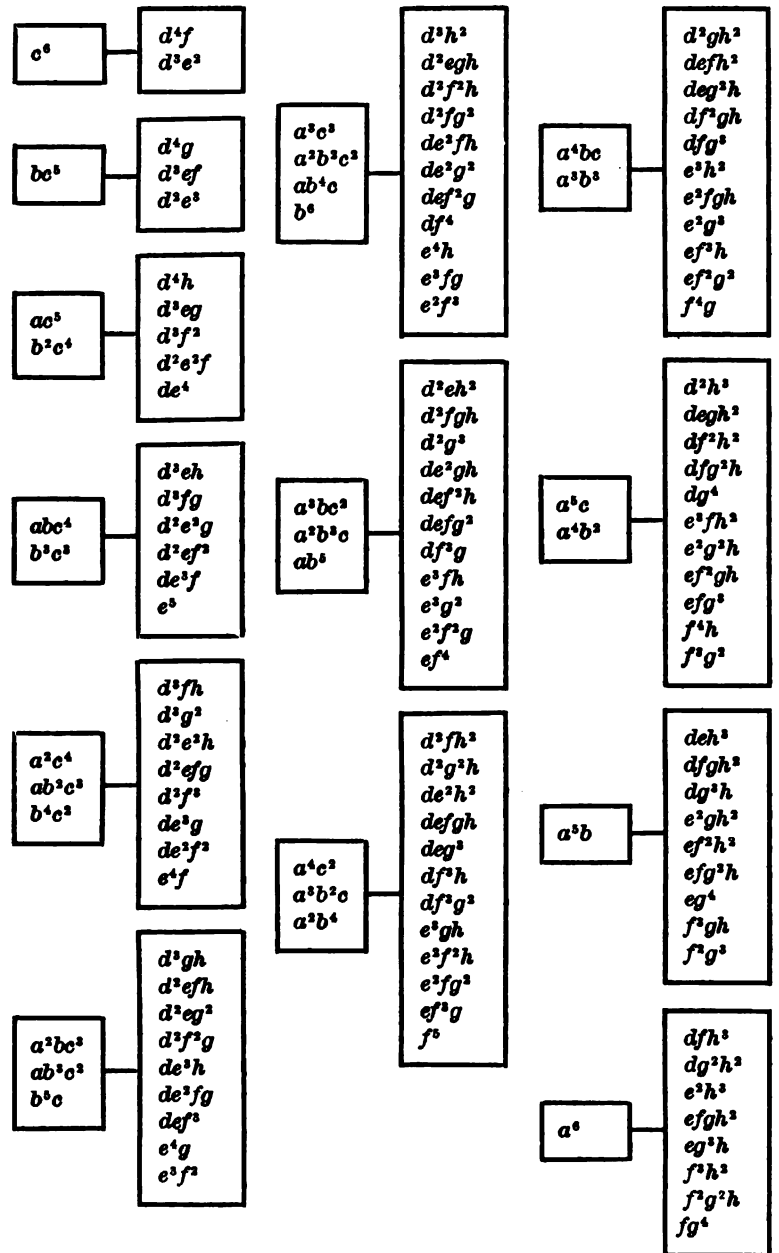 c⁶
d⁴f
d³e²
bc⁵
d⁴g
d³ef
d²e³
ac⁵
b²c⁴
d⁴h
d³eg
d³f²
d²e²f
de⁴
abc⁴
b³c³
d³eh
d³fg
d²e²g
d²ef²
de³f
e⁵
a²c⁴
ab²c³
b⁴c²
d³fh
d³g²
d²e²h
d²efg
d²f³
de³g
de²f²
e⁴f
a²bc³
ab³c²
b⁵c
d³gh
d²efh
d²eg²
d²f²g
de³h
de²fg
def³
e⁴g
e³f²
a³c³
a²b²c²
ab⁴c
b⁶
d³h²
d²egh
d²f²h
d²fg²
de²fh
de²g²
def²g
df⁴
e⁴h
e³fg
e²f³
a³bc²
a²b³c
ab⁵
d²eh²
d²fgh
d²g³
de²gh
def²h
defg²
df³g
e³fh
e³g²
e²f²g
ef⁴
a⁴c²
a³b²c
a²b⁴
d²fh²
d²g²h
de²h²
defgh
deg³
df³h
df²g²
e³gh
e²f²h
e²fg²
ef³g
f⁵
a⁴bc
a³b³
d²gh²
defh²
deg²h
df²gh
dfg³
e³h²
e²fgh
e²g³
ef³h
ef²g²
f⁴g
a⁵c
a⁴b²
d²h³
degh²
df²h²
dfg²h
dg⁴
e²fh²
e²g²h
ef²gh
efg³
f⁴h
f³g²
a⁵b
deh³
dfgh²
dg³h
e²gh²
ef²h²
efg²h
eg⁴
f³gh
f²g³
a⁶
dfh³
dg²h²
e²h³
efgh²
eg³h
f³h²
f²g²h
fg⁴